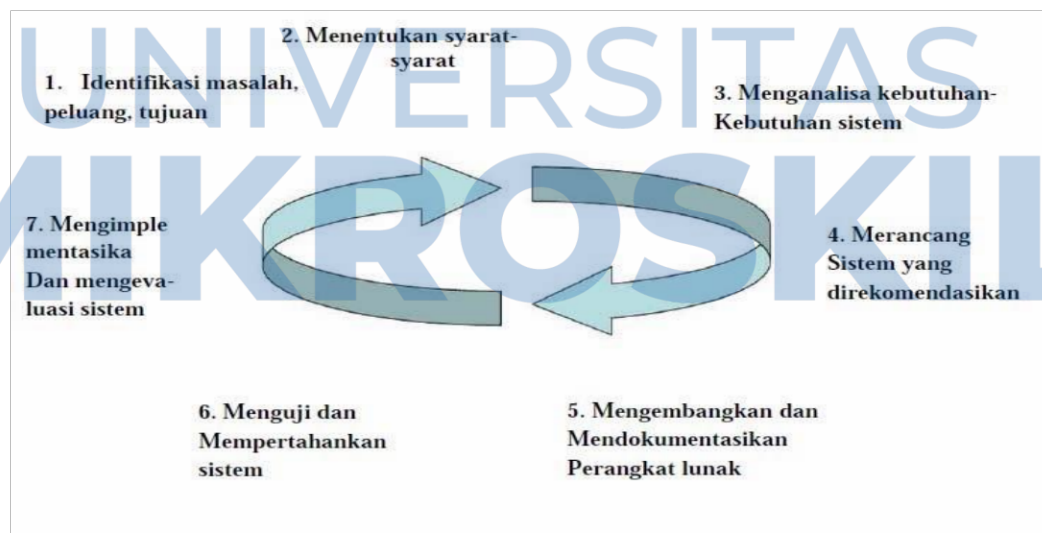 UNIVERSITAS
MIKROSKIL
1. Identifikasi masalah,
peluang, tujuan
2. Menentukan syarat-
syarat
3. Menganalisa kebutuhan-
Kebutuhan sistem
4. Merancang
Sistem yang
direkomendasikan
5. Mengembangkan dan
Mendokumentasikan
Perangkat lunak
6. Menguji dan
Mempertahankan
sistem
7. Mengimple
mentasika
Dan mengeva-
luasi sistem